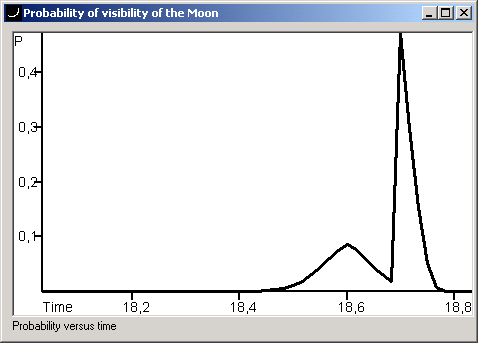 Probability of visibility of the Moon
P
0,4
0,3
0,2
0,1
Time 18,2 18,4 18,6 18,8
Probability versus time